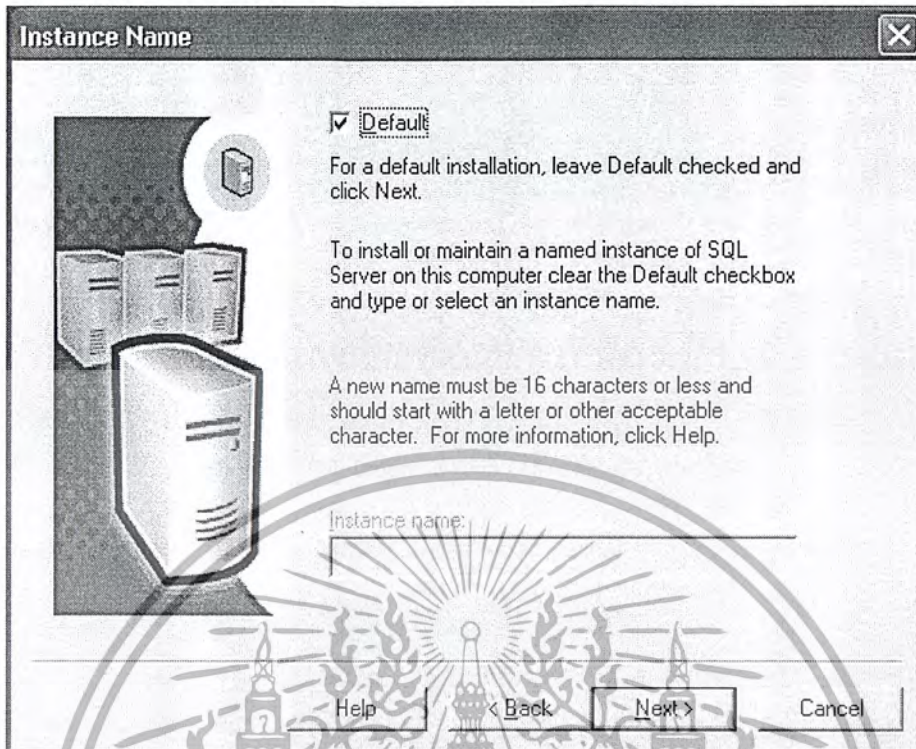 Instance Name
Default
For a default installation, leave Default checked and
click Next.
To install or maintain a named instance of SQL
Server on this computer clear the Default checkbox
and type or select an instance name.
A new name must be 16 characters or less and
should start with a letter or other acceptable
character. For more information, click Help.
Instance name:
Help
< Back
Next >
Cancel